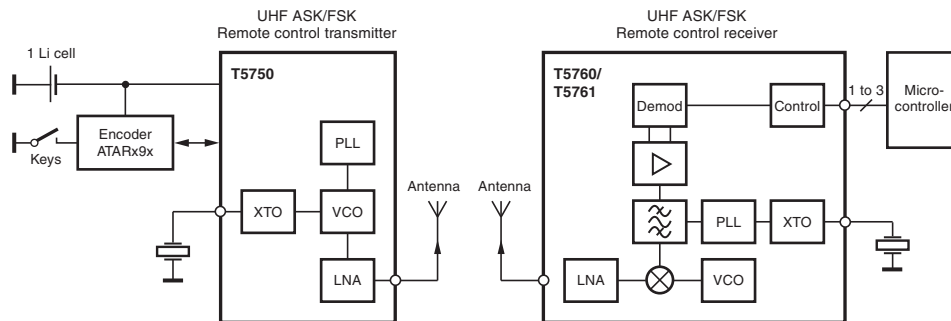 UHF ASK/FSK
Remote control transmitter
UHF ASK/FSK
Remote control receiver
1 Li cell
T5750
T5760/
T5761
Demod
Control
1 to 3
Micro-
controller
Encoder
ATARx9x
Keys
PLL
Antenna
Antenna
XTO
VCO
PLL
XTO
LNA
LNA
VCO